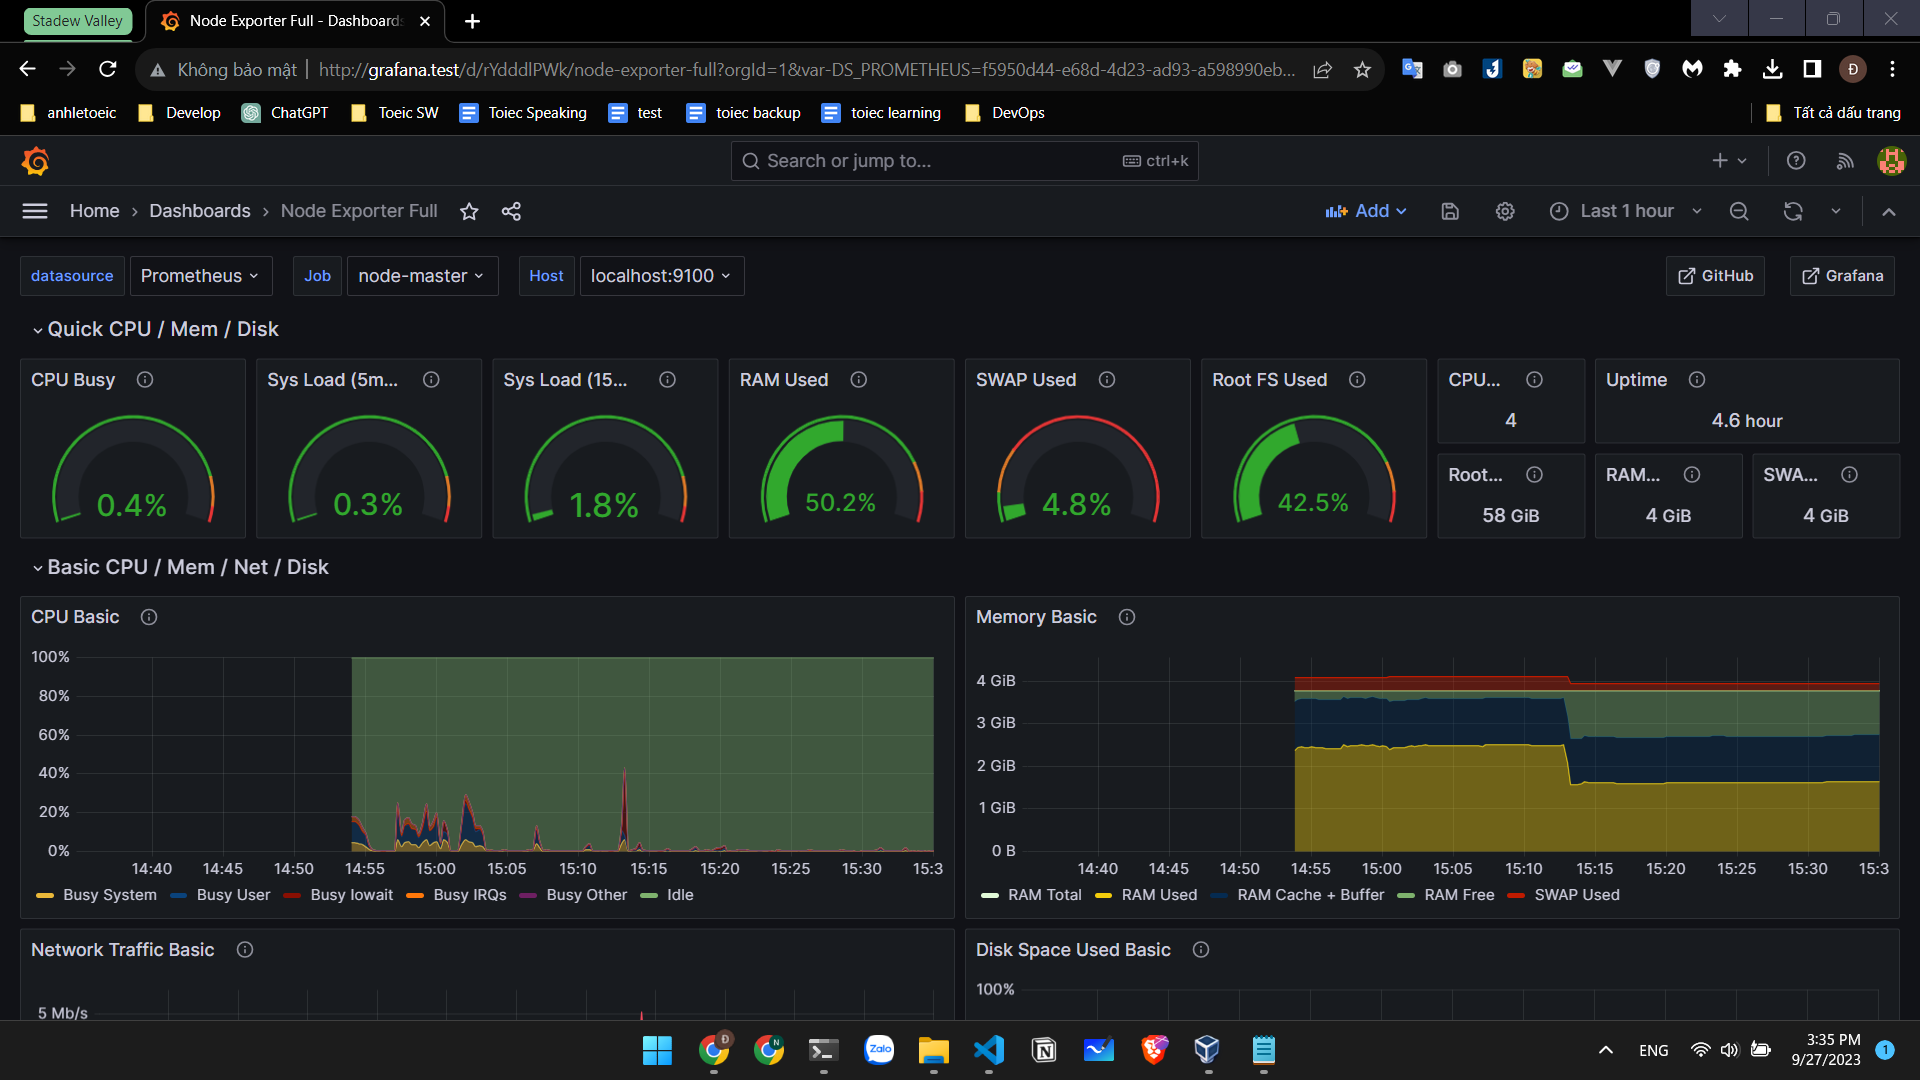 Stadew Valley
Node Exporter Full - Dashboards
Không bảo mật
http://grafana.test/d/rYdddlPWk/node-exporter-full?orgId=1&var-DS_PROMETHEUS=f5950d44-e68d-4d23-ad93-a598990eb...
Đ
anhletoeic
Develop
ChatGPT
Toeic SW
Toiec Speaking
test
toiec backup
toiec learning
DevOps
Tất cả dấu trang
Search or jump to...
ctrl+k
Home
Dashboards
Node Exporter Full
Add
Last 1 hour
datasource
Prometheus
Job
node-master
Host
localhost:9100
GitHub
Grafana
Quick CPU / Mem / Disk
CPU Busy
0.4%
Sys Load (5m...
0.3%
Sys Load (15...
1.8%
RAM Used
50.2%
SWAP Used
4.8%
Root FS Used
42.5%
CPU...
4
Uptime
4.6 hour
Root...
58 GiB
RAM...
4 GiB
SWA...
4 GiB
Basic CPU / Mem / Net / Disk
CPU Basic
100%
80%
60%
40%
20%
0%
14:40 14:45 14:50 14:55 15:00 15:05 15:10 15:15 15:20 15:25 15:30 15:3
Busy System Busy User Busy Iowait Busy IRQs Busy Other Idle
Memory Basic
4 GiB
3 GiB
2 GiB
1 GiB
0 B
14:40 14:45 14:50 14:55 15:00 15:05 15:10 15:15 15:20 15:25 15:30 15:3
RAM Total RAM Used RAM Cache + Buffer RAM Free SWAP Used
Network Traffic Basic
5 Mb/s
Disk Space Used Basic
100%
Đ
N
Zalo
ENG
3:35 PM
9/27/2023
1